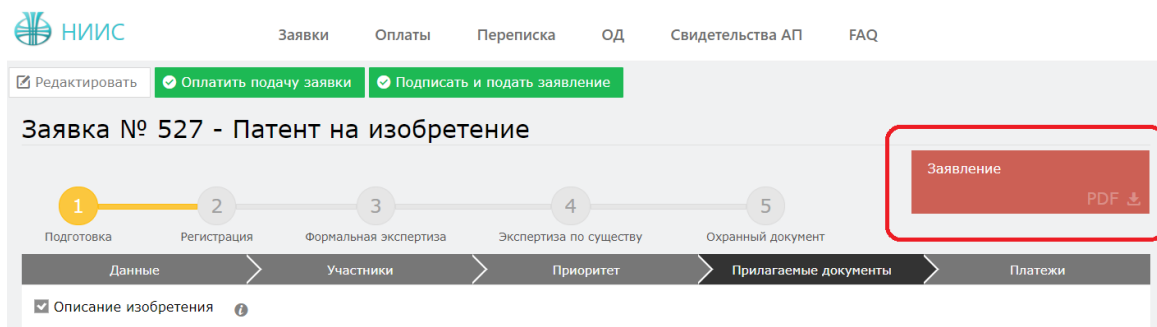 НИИС
Заявки Оплаты Переписка ОД Свидетельства АП FAQ
Редактировать Оплатить подачу заявки Подписать и подать заявление
Заявка № 527 - Патент на изобретение
Заявление
PDF
1 2 3 4 5
Подготовка Регистрация Формальная экспертиза Экспертиза по существу Охранный документ
Данные Участники Приоритет Прилагаемые документы Платежи
Описание изобретения i